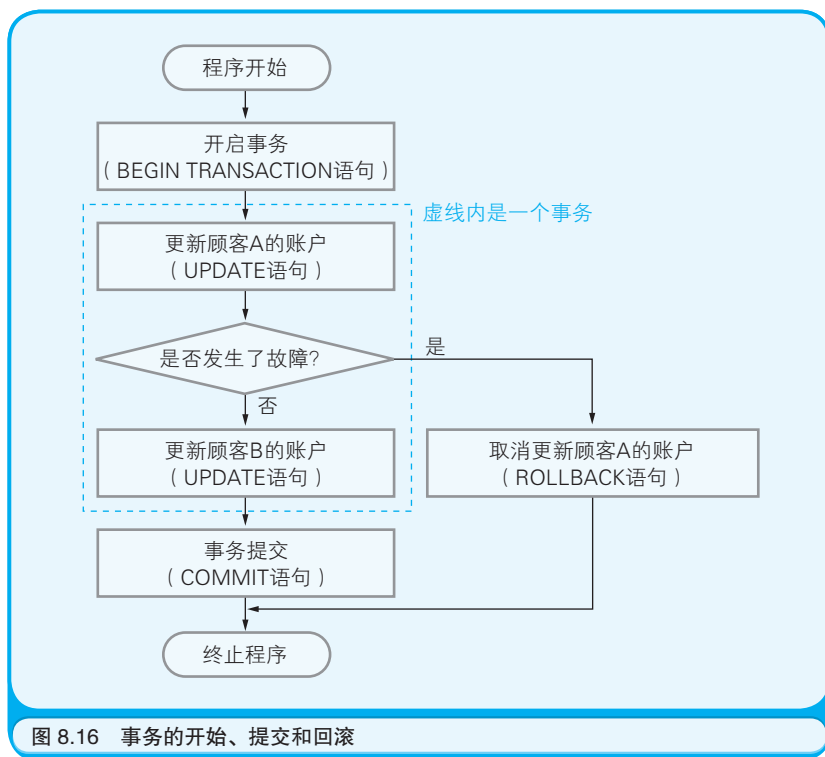 程序开始
开启事务
（BEGIN TRANSACTION语句）
虚线内是一个事务
更新顾客A的账户
（UPDATE语句）
是否发生了故障？
是
否
更新顾客B的账户
（UPDATE语句）
取消更新顾客A的账户
（ROLLBACK语句）
事务提交
（COMMIT语句）
终止程序
图 8.16 事务的开始、提交和回滚